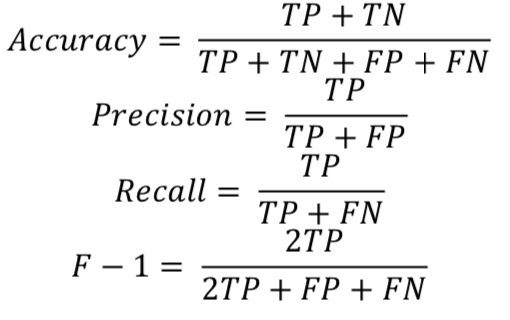 Accuracy = (TP + TN) / (TP + TN + FP + FN)
Precision = TP / (TP + FP)
Recall = TP / (TP + FN)
F − 1 = 2TP / (2TP + FP + FN)